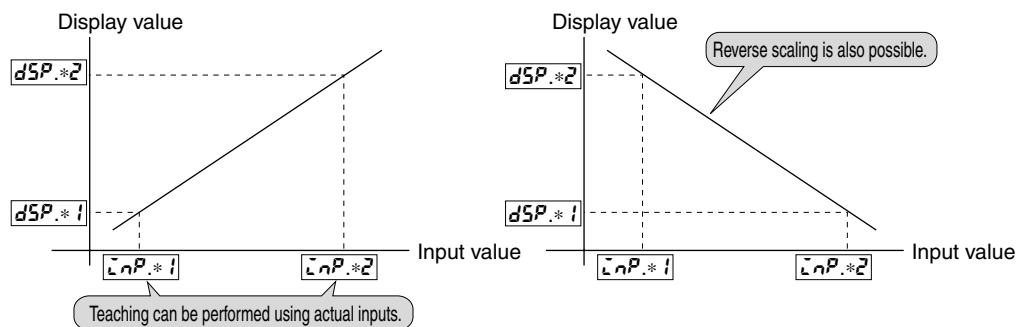 Display value
dSP.*2
dSP.*1
inP.*1
inP.*2
Input value
Teaching can be performed using actual inputs.
Display value
Reverse scaling is also possible.
dSP.*2
dSP.*1
inP.*1
inP.*2
Input value